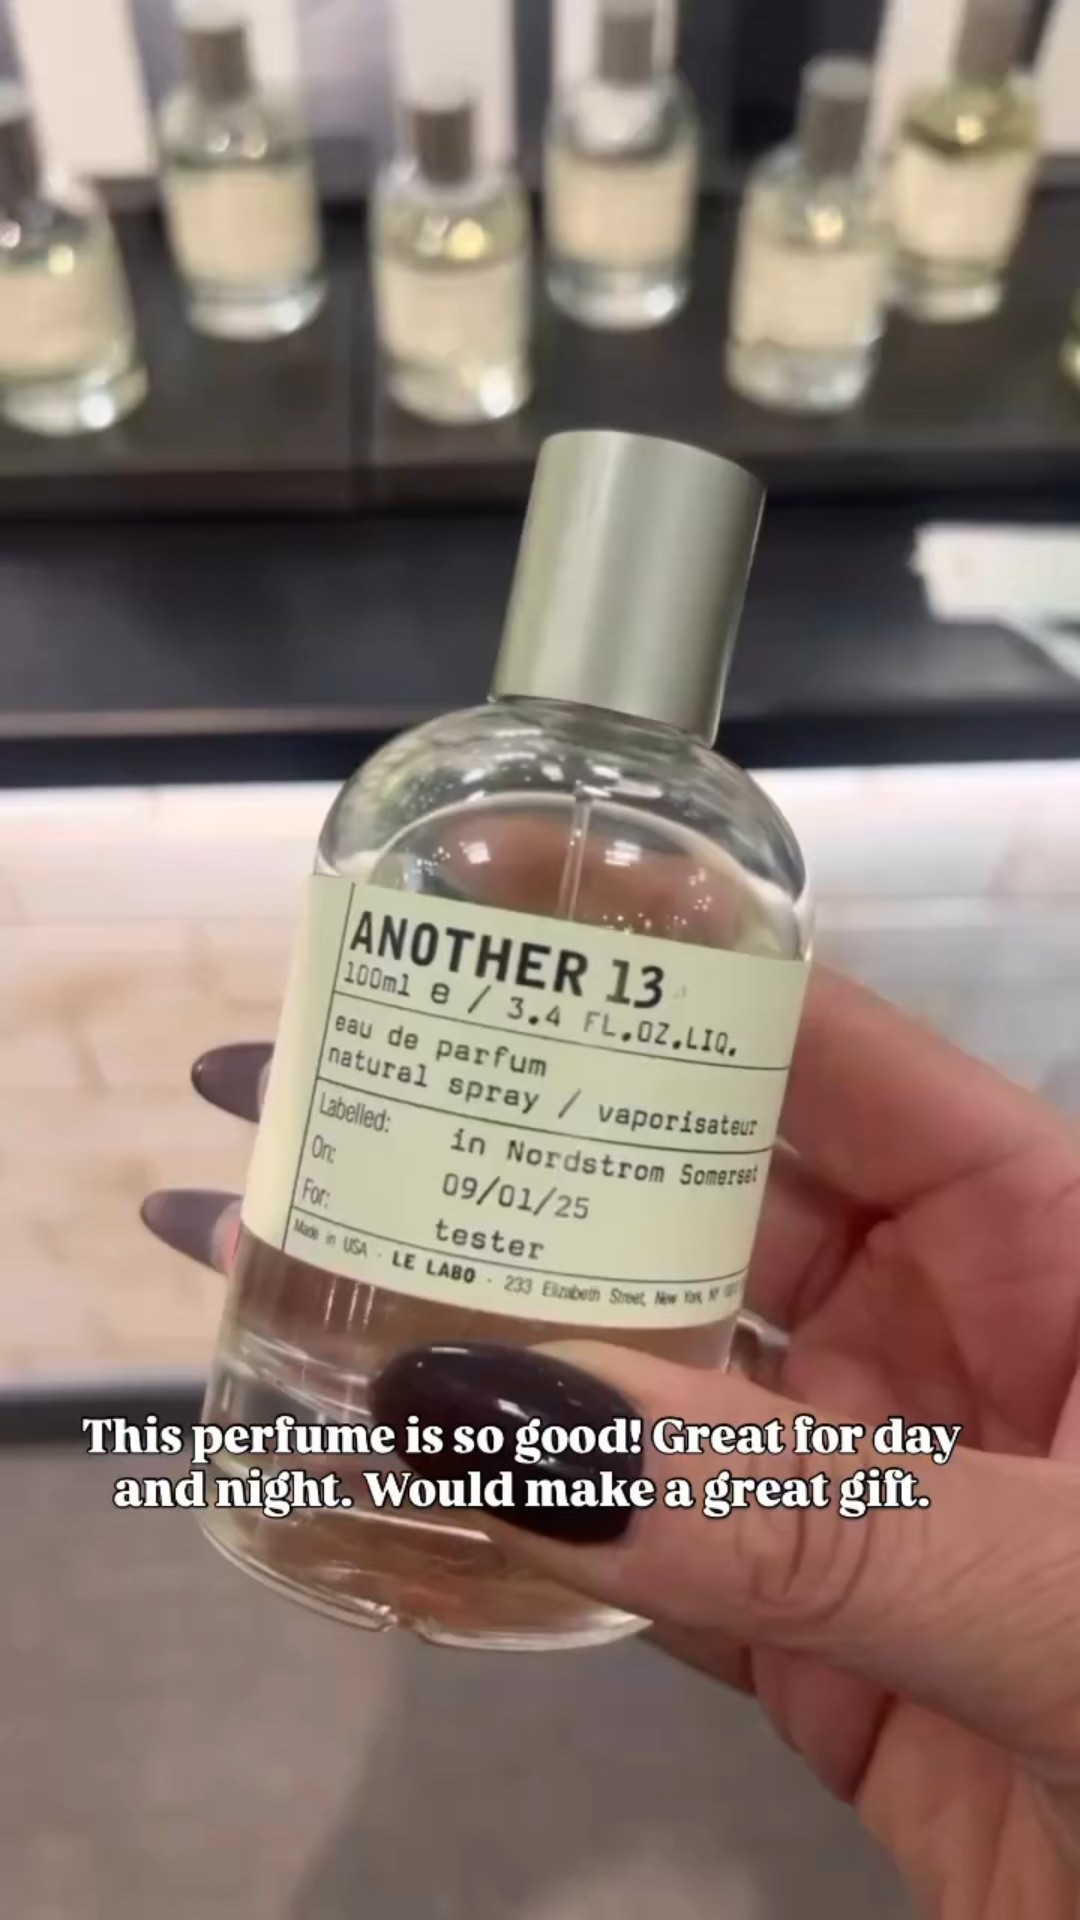 ANOTHER 13
100ml e / 3.4 FL.OZ.LIQ.
eau de parfum
natural spray / vaporisateur
Labelled: in Nordstrom Somerset
On: 09/01/25
For: tester
Made in USA · LE LABO · 233 Elizabeth Street, New York, NY
This perfume is so good! Great for day
and night. Would make a great gift.